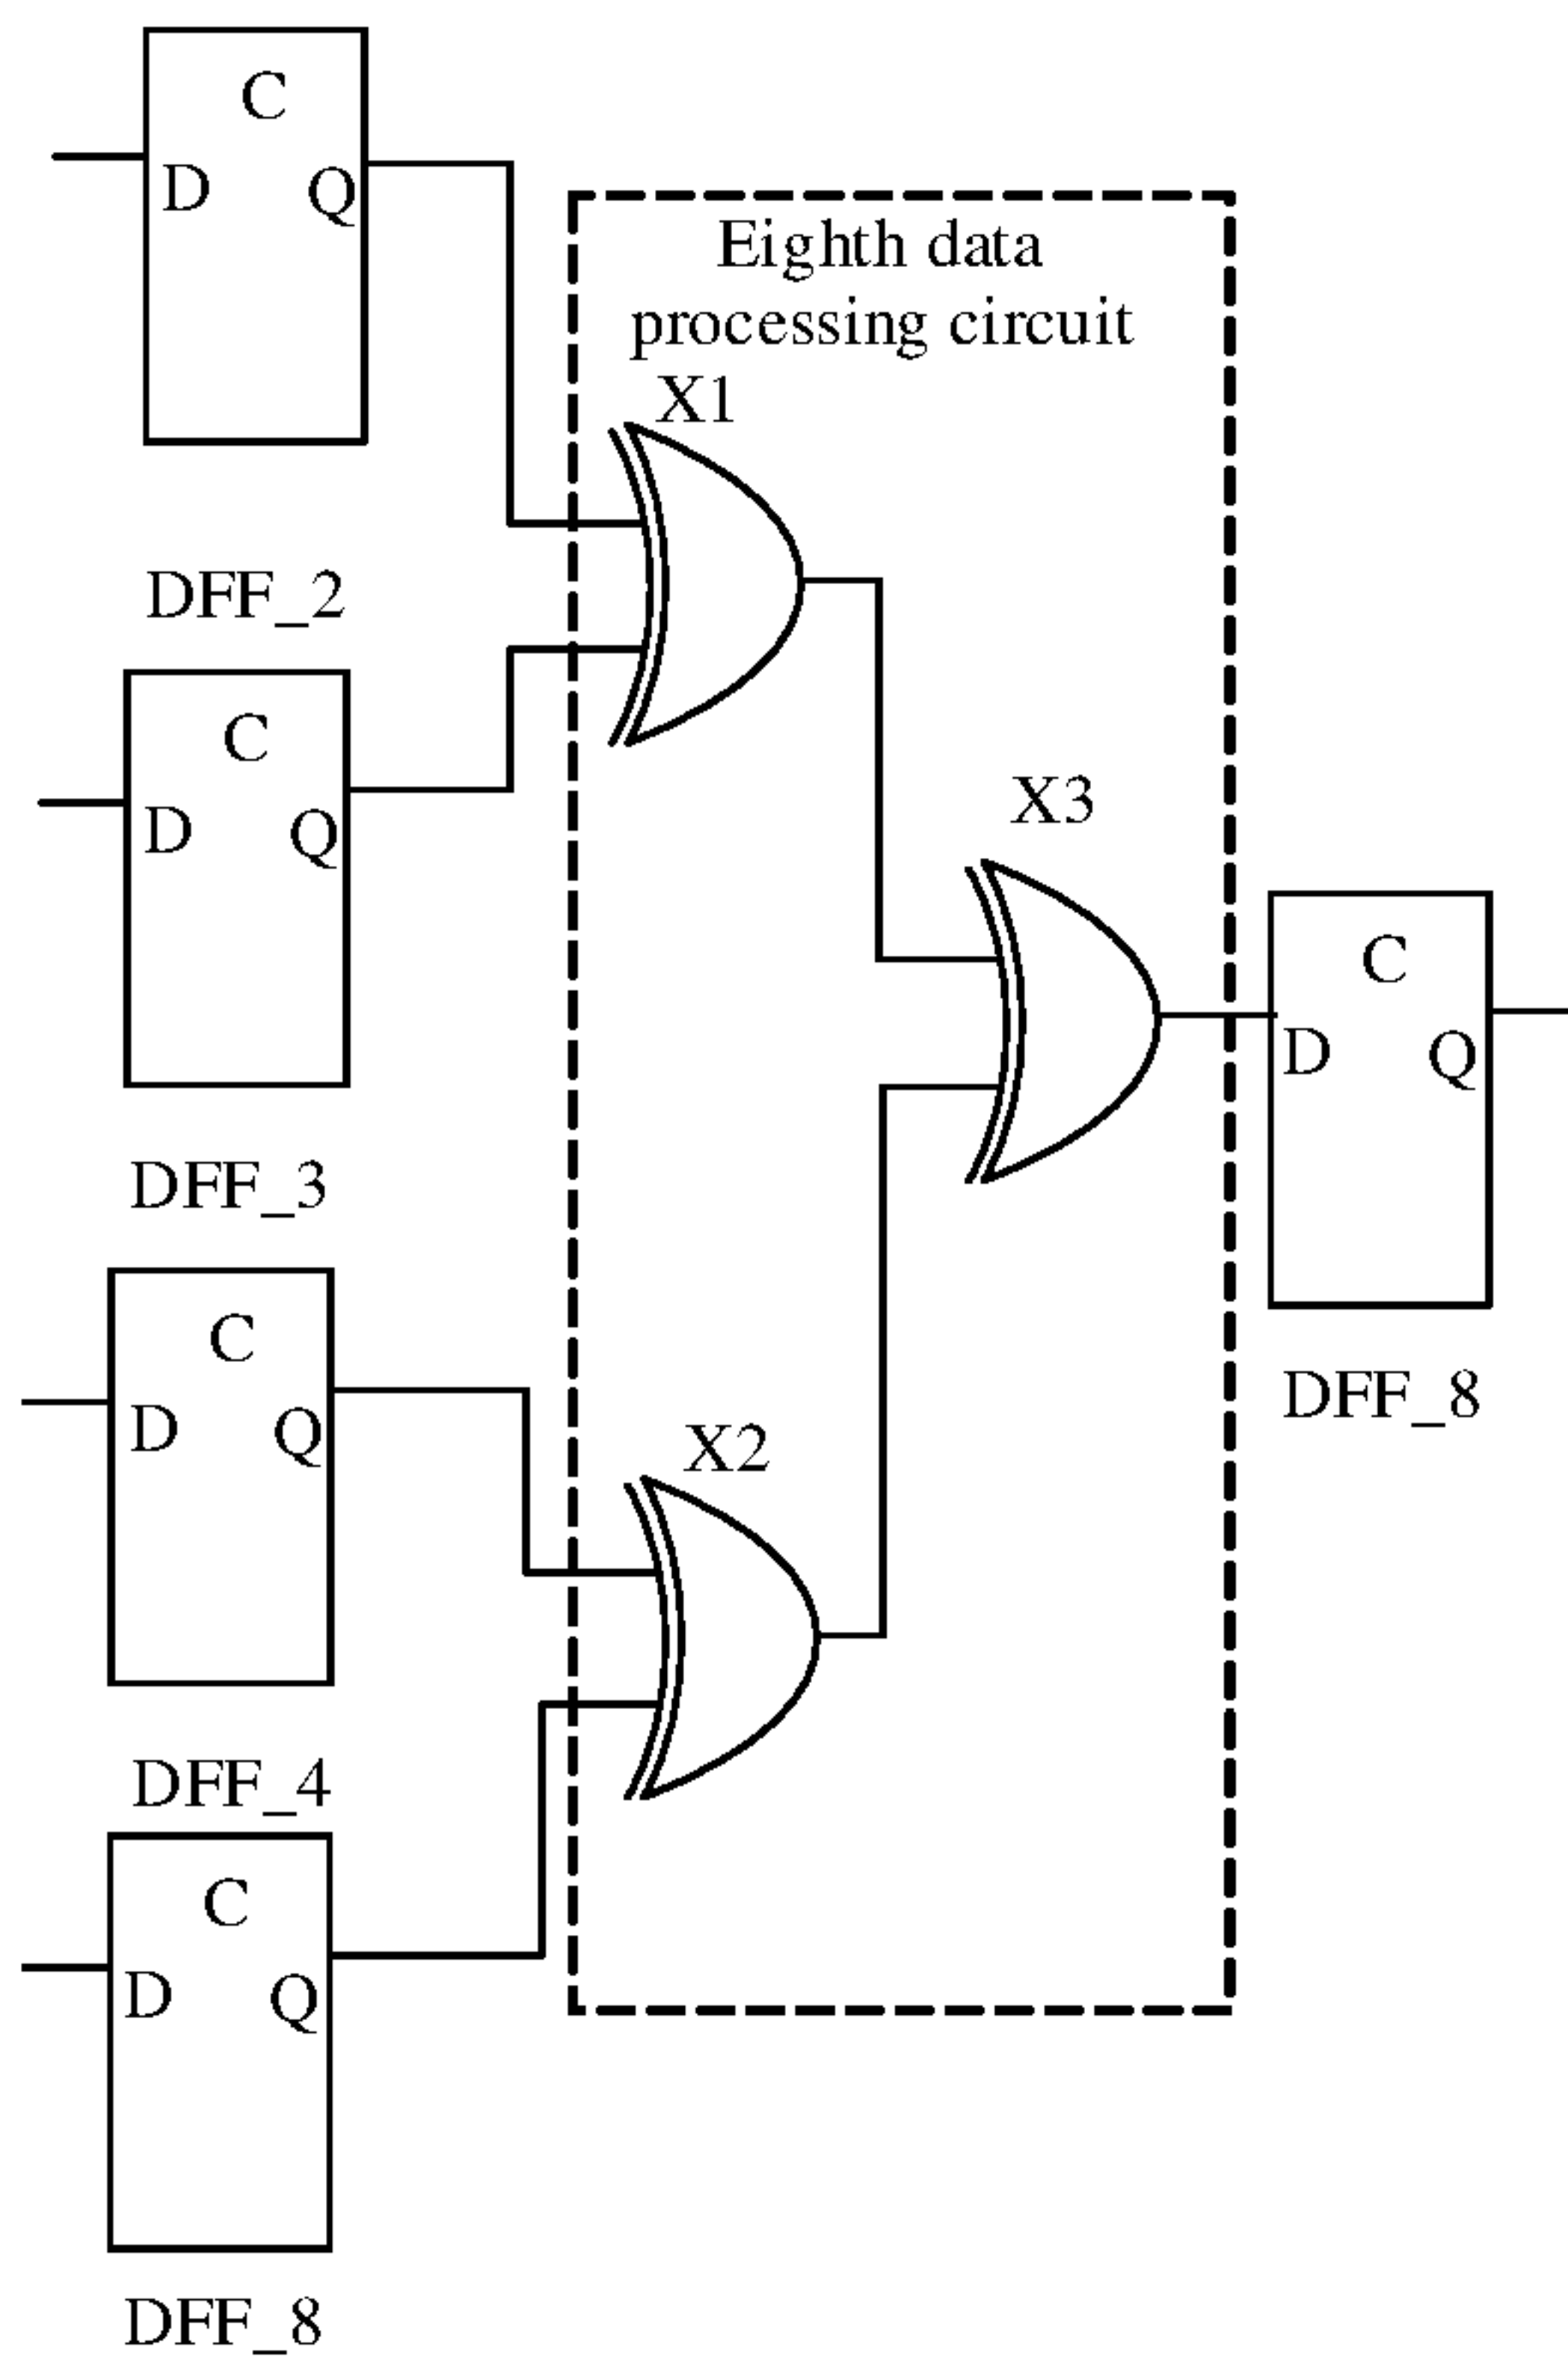 C
D Q
Eighth data
processing circuit
X1
DFF_2
C
D Q
X3
DFF_3
C
D Q
DFF_8
C
D Q
X2
DFF_4
C
D Q
DFF_8